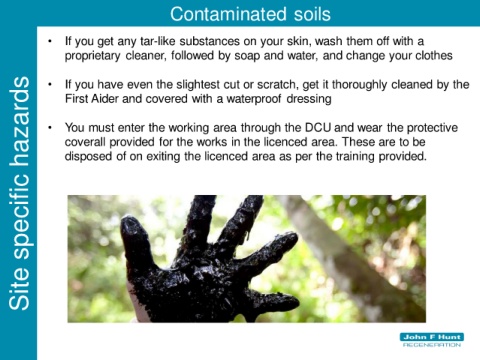 Contaminated soils
Site specific hazards
• If you get any tar-like substances on your skin, wash them off with a
proprietary cleaner, followed by soap and water, and change your clothes
• If you have even the slightest cut or scratch, get it thoroughly cleaned by the
First Aider and covered with a waterproof dressing
• You must enter the working area through the DCU and wear the protective
coverall provided for the works in the licenced area. These are to be
disposed of on exiting the licenced area as per the training provided.
John F Hunt
REGENERATION